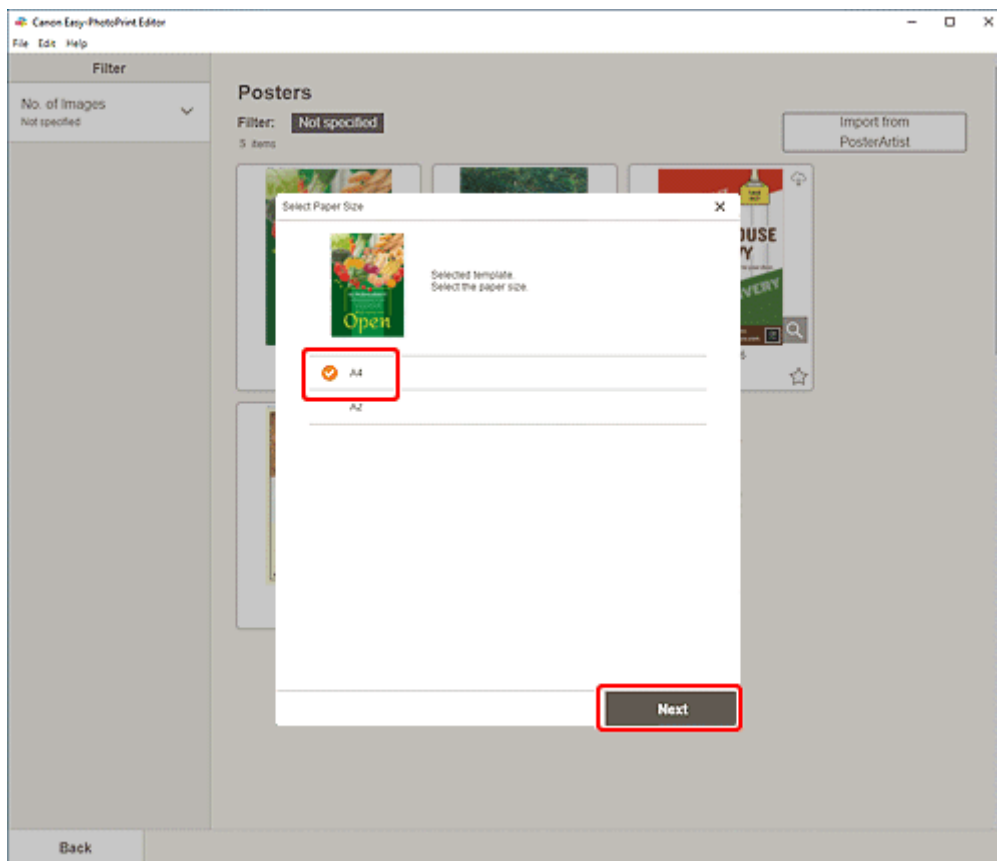 Canon Easy-PhotoPrint Editor
File Edit Help
Filter
No. of Images
Not specified
Posters
Filter: Not specified
5 items
Import from
PosterArtist
Select Paper Size
Selected template.
Select the paper size.
Open
A4
A2
Next
Back